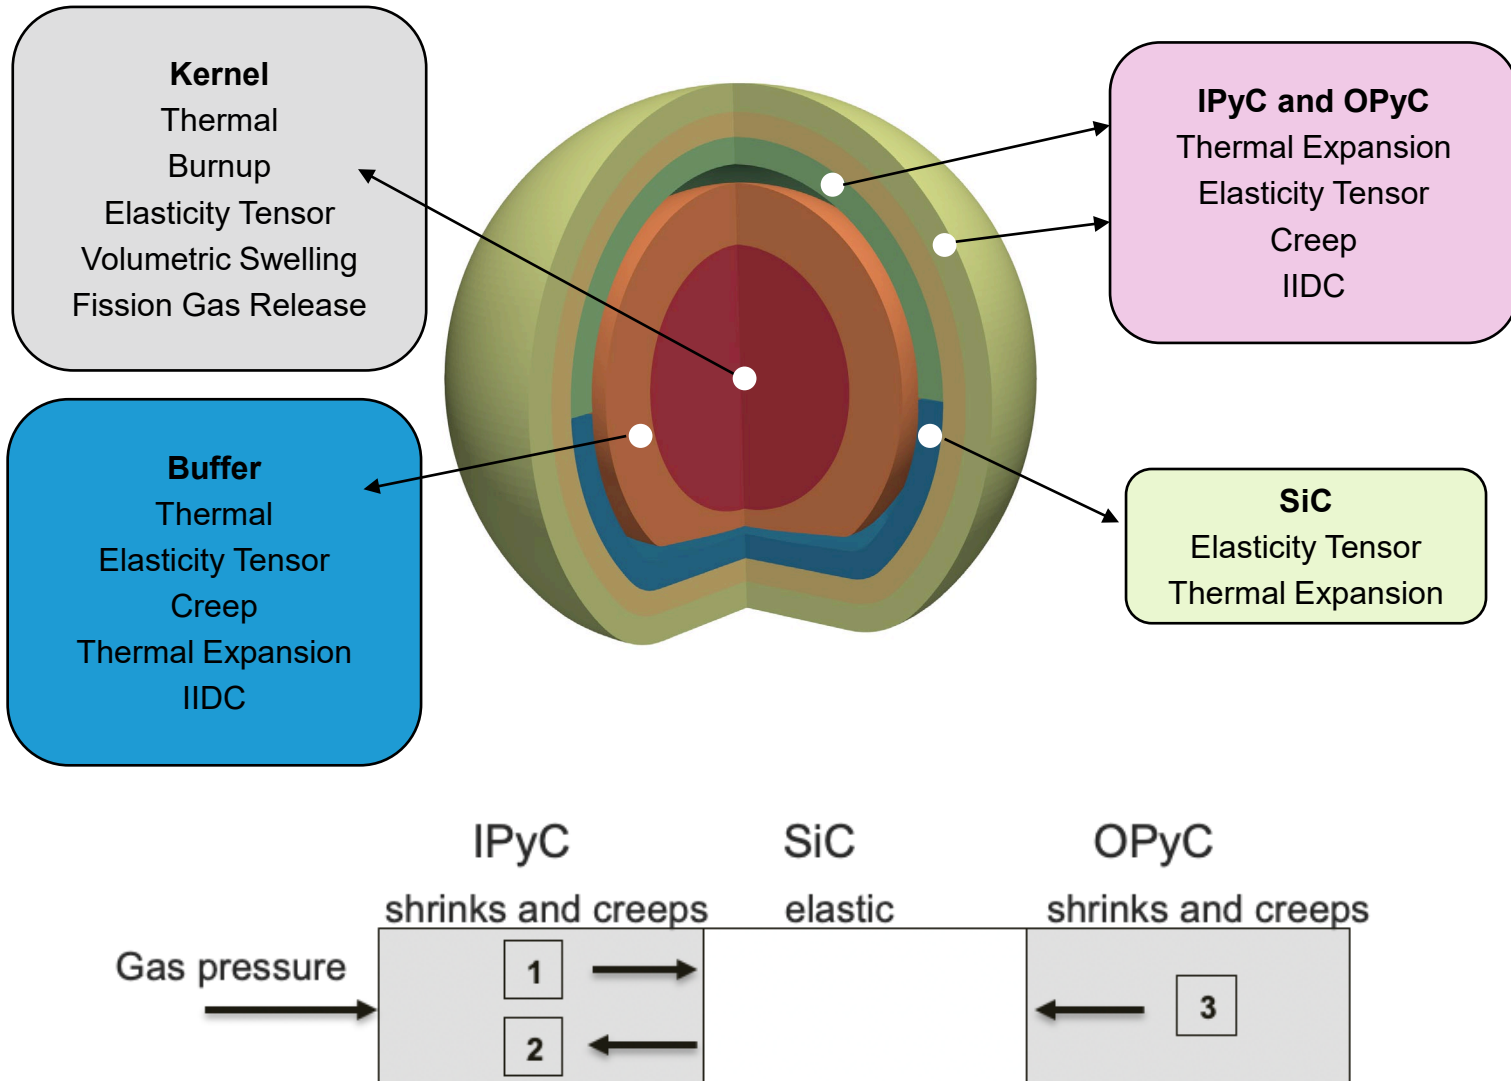 Kernel
Thermal
Burnup
Elasticity Tensor
Volumetric Swelling
Fission Gas Release
IPyC and OPyC
Thermal Expansion
Elasticity Tensor
Creep
IIDC
Buffer
Thermal
Elasticity Tensor
Creep
Thermal Expansion
IIDC
SiC
Elasticity Tensor
Thermal Expansion
IPyC
SiC
OPyC
shrinks and creeps
elastic
shrinks and creeps
Gas pressure
1
2
3